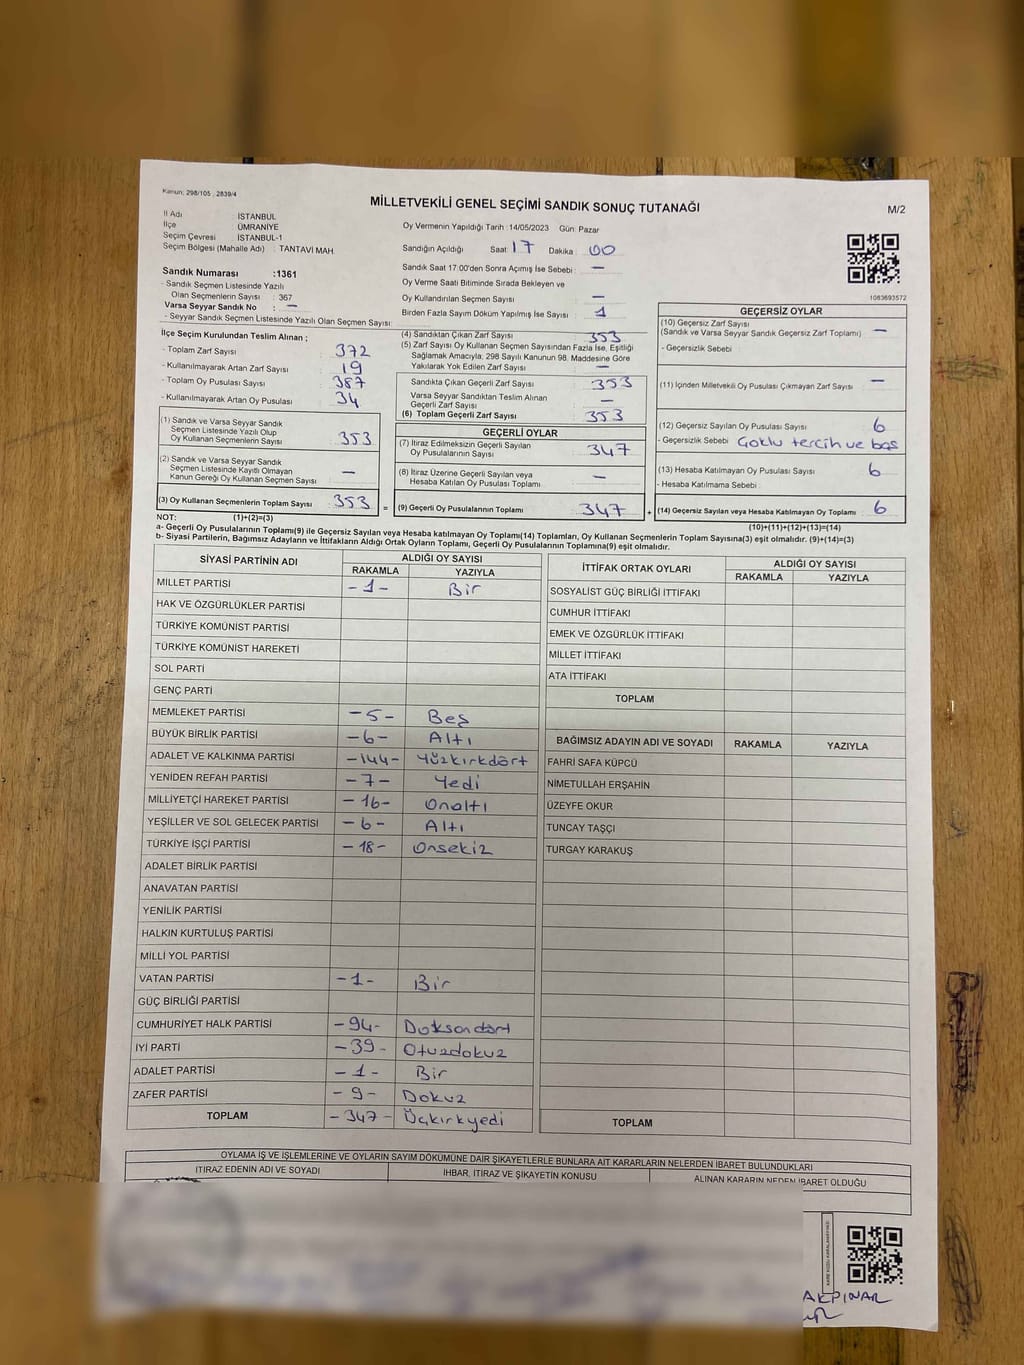 Kanun: 298/105 , 2839/4
MİLLETVEKİLİ GENEL SEÇİMİ SANDIK SONUÇ TUTANAĞI
M/2
İl Adı : İSTANBUL
İlçe : ÜMRANİYE
Seçim Çevresi : İSTANBUL-1
Seçim Bölgesi (Mahalle Adı) : TANTAVİ MAH.
Sandık Numarası :1361
- Sandık Seçmen Listesinde Yazılı
Olan Seçmenlerin Sayısı : 367
Varsa Seyyar Sandık No : —
- Seyyar Sandık Seçmen Listesinde Yazılı Olan Seçmen Sayısı:
Oy Vermenin Yapıldığı Tarih :14/05/2023 Gün: Pazar
Sandığın Açıldığı Saat: 17 Dakika : 00
Sandık Saat 17:00'den Sonra Açılmış İse Sebebi : —
Oy Verme Saati Bitiminde Sırada Bekleyen ve
Oy Kullandırılan Seçmen Sayısı —
Birden Fazla Sayım Döküm Yapılmış İse Sayısı : 1
1063693572
İlçe Seçim Kurulundan Teslim Alınan ;
- Toplam Zarf Sayısı : 372
- Kullanılmayarak Artan Zarf Sayısı : 19
- Toplam Oy Pusulası Sayısı : 387
- Kullanılmayarak Artan Oy Pusulası : 34
(1) Sandık ve Varsa Seyyar Sandık
Seçmen Listesinde Yazılı Olup
Oy Kullanan Seçmenlerin Sayısı : 353
(2) Sandık ve Varsa Seyyar Sandık
Seçmen Listesinde Kayıtlı Olmayan
Kanun Gereği Oy Kullanan Seçmen Sayısı : —
(3) Oy Kullanan Seçmenlerin Toplam Sayısı : 353 =
(4) Sandıktan Çıkan Zarf Sayısı : 353
(5) Zarf Sayısı Oy Kullanan Seçmen Sayısından Fazla İse, Eşitliği
Sağlamak Amacıyla, 298 Sayılı Kanunun 98. Maddesine Göre
Yakılarak Yok Edilen Zarf Sayısı : —
Sandıkta Çıkan Geçerli Zarf Sayısı : 353
Varsa Seyyar Sandıktan Teslim Alınan
Geçerli Zarf Sayısı : —
(6) Toplam Geçerli Zarf Sayısı : 353
GEÇERLİ OYLAR
(7) İtiraz Edilmeksizin Geçerli Sayılan
Oy Pusulalarının Sayısı : 347
(8) İtiraz Üzerine Geçerli Sayılan veya
Hesaba Katılan Oy Pusulası Toplamı : —
(9) Geçerli Oy Pusulalarının Toplamı : 347 +
GEÇERSİZ OYLAR
(10) Geçersiz Zarf Sayısı
(Sandık ve Varsa Seyyar Sandık Geçersiz Zarf Toplamı) : —
- Geçersizlik Sebebi :
(11) İçinden Milletvekili Oy Pusulası Çıkmayan Zarf Sayısı : —
(12) Geçersiz Sayılan Oy Pusulası Sayısı : 6
- Geçersizlik Sebebi Çoklu tercih ve boş
(13) Hesaba Katılmayan Oy Pusulası Sayısı : 6
- Hesaba Katılmama Sebebi :
(14) Geçersiz Sayılan veya Hesaba Katılmayan Oy Toplamı : 6
NOT: (1)+(2)=(3)
(10)+(11)+(12)+(13)=(14)
a- Geçerli Oy Pusulalarının Toplamı(9) ile Geçersiz Sayılan veya Hesaba katılmayan Oy Toplamı(14) Toplamları, Oy Kullanan Seçmenlerin Toplam Sayısına(3) eşit olmalıdır. (9)+(14)=(3)
b- Siyasi Partilerin, Bağımsız Adayların ve İttifakların Aldığı Ortak Oyların Toplamı, Geçerli Oy Pusulalarının Toplamına(9) eşit olmalıdır.
SİYASİ PARTİNİN ADI ALDIĞI OY SAYISI
RAKAMLA YAZIYLA
MİLLET PARTİSİ -1- Bir
HAK VE ÖZGÜRLÜKLER PARTİSİ
TÜRKİYE KOMÜNİST PARTİSİ
TÜRKİYE KOMÜNİST HAREKETİ
SOL PARTİ
GENÇ PARTİ
MEMLEKET PARTİSİ -5- Beş
BÜYÜK BİRLİK PARTİSİ -6- Altı
ADALET VE KALKINMA PARTİSİ -144- Yüzkırkdört
YENİDEN REFAH PARTİSİ -7- Yedi
MİLLİYETÇİ HAREKET PARTİSİ -16- Onaltı
YEŞİLLER VE SOL GELECEK PARTİSİ -6- Altı
TÜRKİYE İŞÇİ PARTİSİ -18- Onsekiz
ADALET BİRLİK PARTİSİ
ANAVATAN PARTİSİ
YENİLİK PARTİSİ
HALKIN KURTULUŞ PARTİSİ
MİLLİ YOL PARTİSİ
VATAN PARTİSİ -1- Bir
GÜÇ BİRLİĞİ PARTİSİ
CUMHURİYET HALK PARTİSİ -94- Doksandört
İYİ PARTİ -39- Otuzdokuz
ADALET PARTİSİ -1- Bir
ZAFER PARTİSİ -9- Dokuz
TOPLAM -347- Üçkırkyedi
İTTİFAK ORTAK OYLARI ALDIĞI OY SAYISI
RAKAMLA YAZIYLA
SOSYALİST GÜÇ BİRLİĞİ İTTİFAKI
CUMHUR İTTİFAKI
EMEK VE ÖZGÜRLÜK İTTİFAKI
MİLLET İTTİFAKI
ATA İTTİFAKI
TOPLAM
BAĞIMSIZ ADAYIN ADI VE SOYADI RAKAMLA YAZIYLA
FAHRİ SAFA KÜPCÜ
NİMETULLAH ERŞAHİN
ÜZEYFE OKUR
TUNCAY TAŞÇI
TURGAY KARAKUŞ
TOPLAM
OYLAMA İŞ VE İŞLEMLERİNE VE OYLARIN SAYIM DÖKÜMÜNE DAİR ŞİKAYETLERLE BUNLARA AİT KARARLARIN NELERDEN İBARET BULUNDUKLARI
İTİRAZ EDENİN ADI VE SOYADI İHBAR, İTİRAZ VE ŞİKAYETİN KONUSU ALINAN KARARIN NEDEN İBARET OLDUĞU
AKPINAR